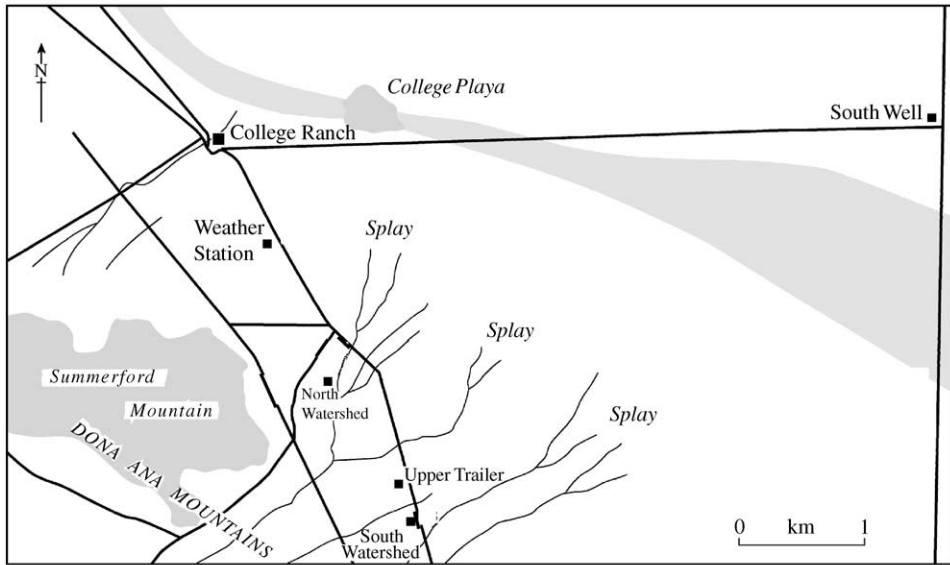 N
College Playa
South Well
College Ranch
Weather
Station
Splay
Splay
Summerford
Mountain
North
Watershed
Splay
DONA ANA MOUNTAINS
Upper Trailer
South
Watershed
0 km 1